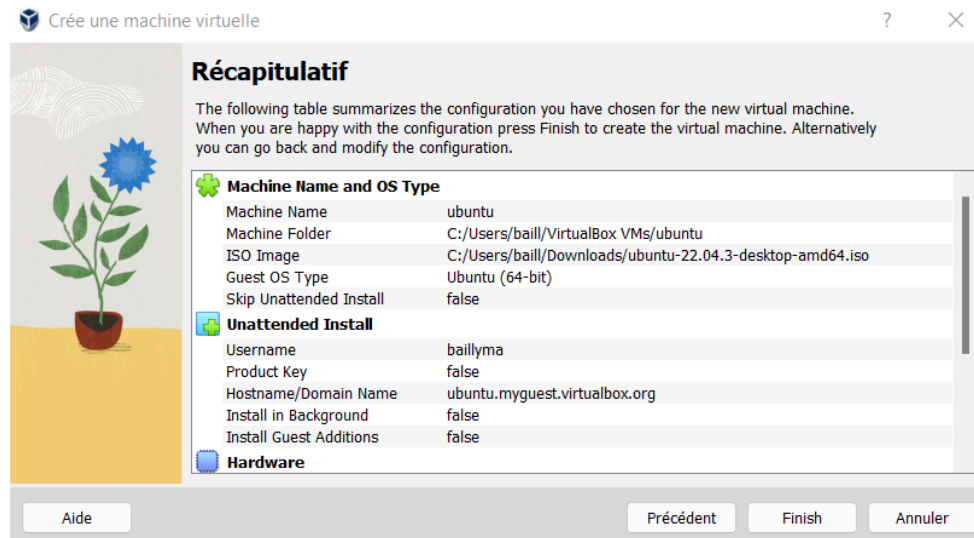 Crée une machine virtuelle ?
Récapitulatif
The following table summarizes the configuration you have chosen for the new virtual machine.
When you are happy with the configuration press Finish to create the virtual machine. Alternatively
you can go back and modify the configuration.
Machine Name and OS Type
Machine Name ubuntu
Machine Folder C:/Users/baill/VirtualBox VMs/ubuntu
ISO Image C:/Users/baill/Downloads/ubuntu-22.04.3-desktop-amd64.iso
Guest OS Type Ubuntu (64-bit)
Skip Unattended Install false
Unattended Install
Username baillyma
Product Key false
Hostname/Domain Name ubuntu.myguest.virtualbox.org
Install in Background false
Install Guest Additions false
Hardware
Aide Précédent Finish Annuler